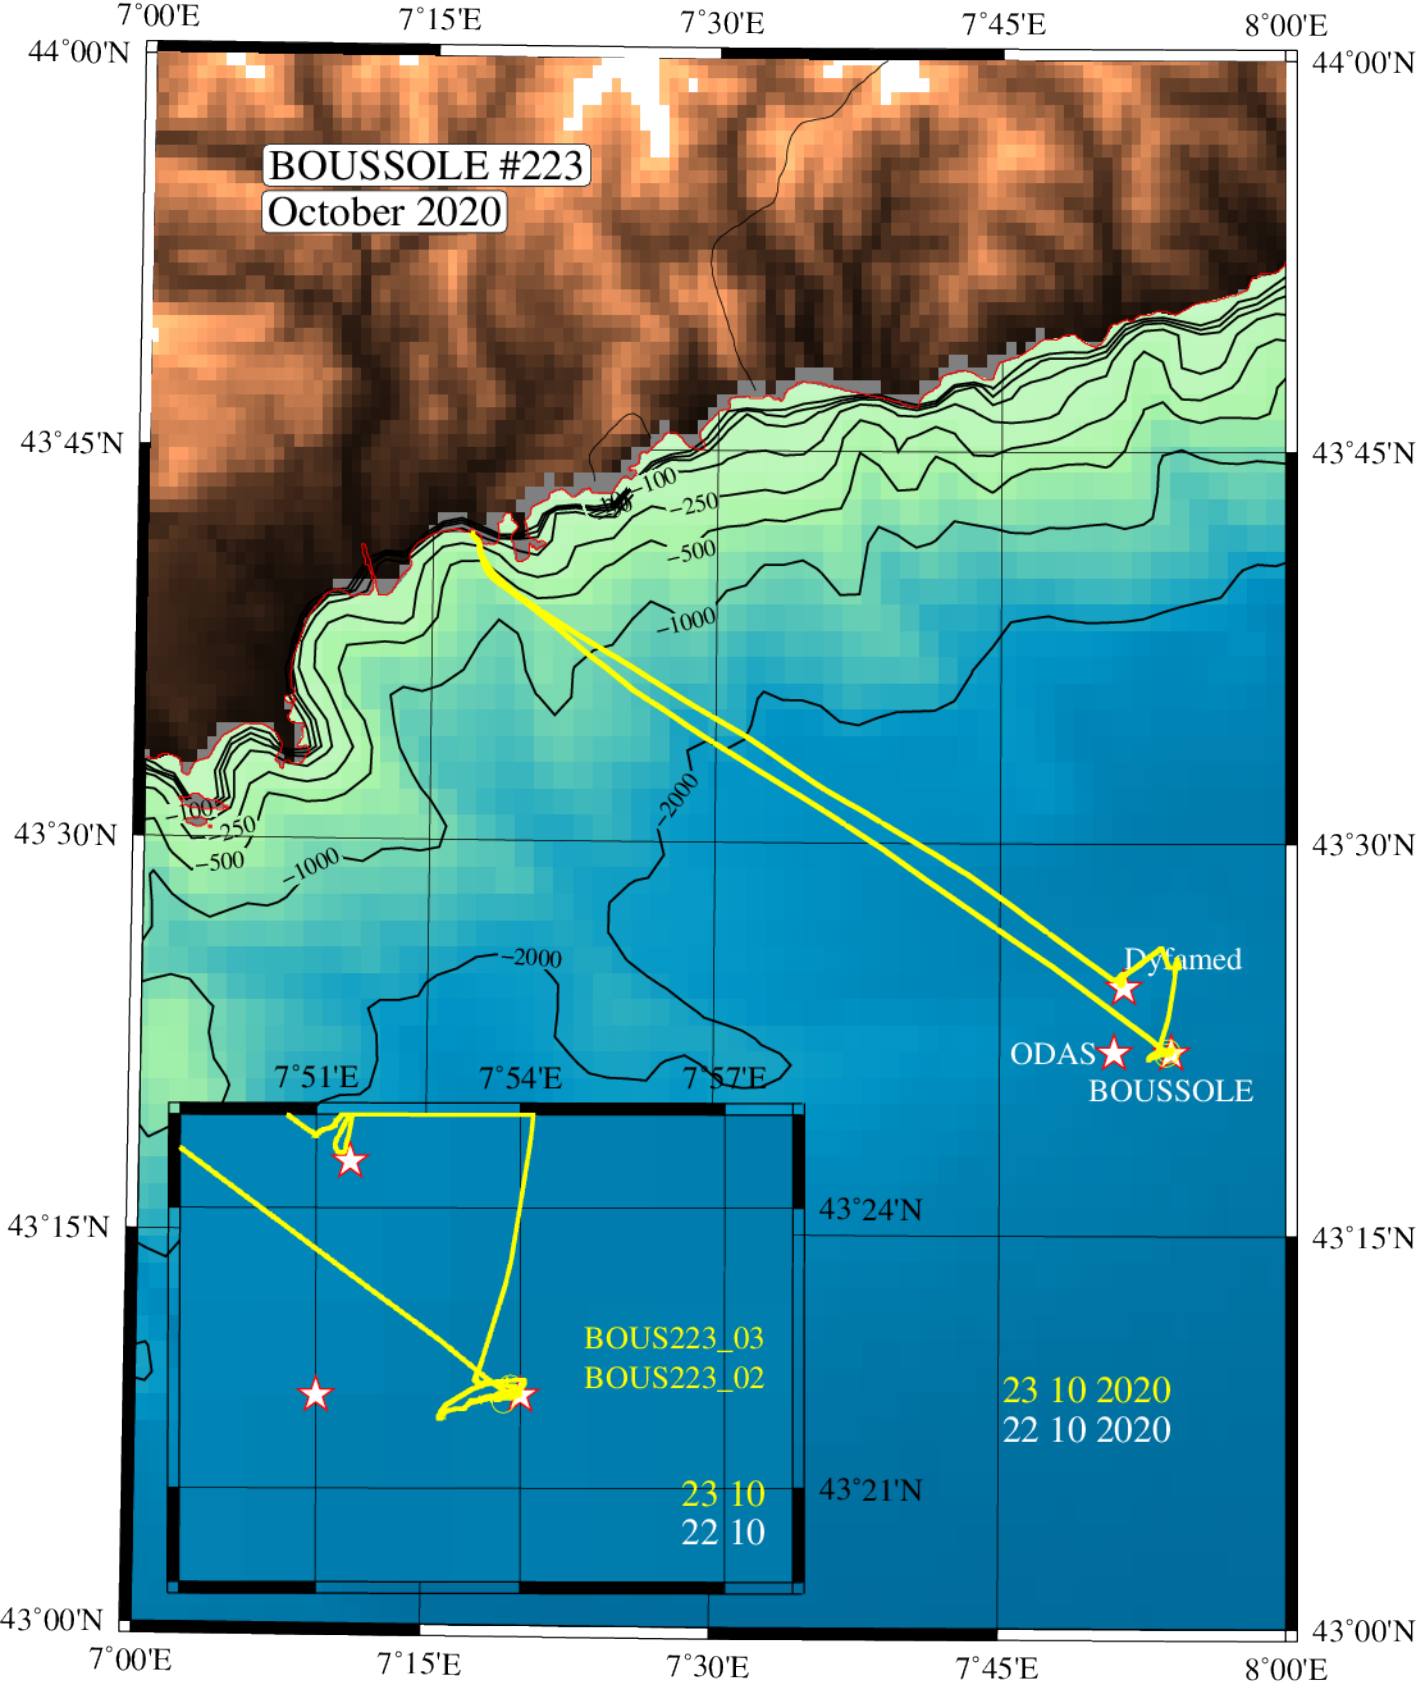 7°00'E 7°15'E 7°30'E 7°45'E 8°00'E
44°00'N 44°00'N
BOUSSOLE #223
October 2020
43°45'N 43°45'N
−100
−250
−500
−1000
−2000
−100
−250
−500
−1000
43°30'N 43°30'N
−2000
Dyfamed
ODAS
BOUSSOLE
7°51'E 7°54'E 7°57'E
43°24'N
43°15'N 43°15'N
BOUS223_03
BOUS223_02
23 10 2020
22 10 2020
43°21'N
23 10
22 10
43°00'N 43°00'N
7°00'E 7°15'E 7°30'E 7°45'E 8°00'E